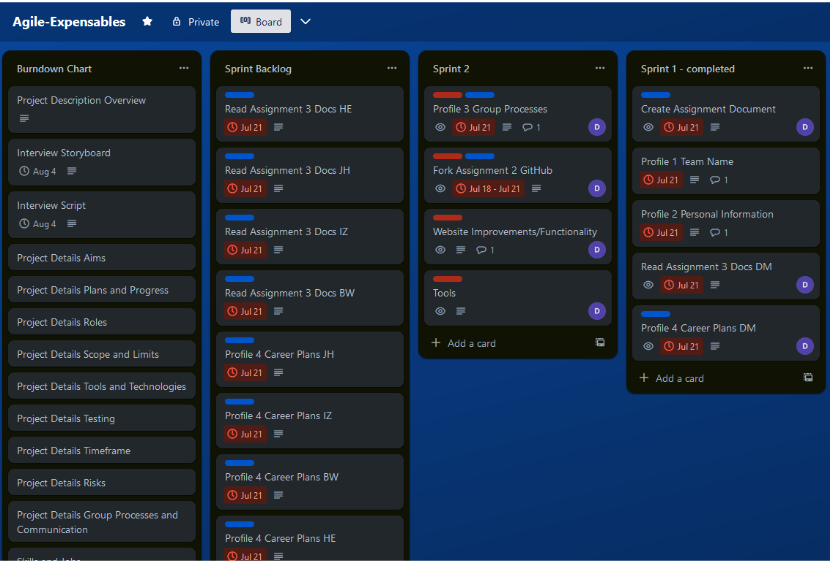 Agile-Expensables
Private
Board
Burndown Chart
Project Description Overview
Interview Storyboard
Aug 4
Interview Script
Aug 4
Project Details Aims
Project Details Plans and Progress
Project Details Roles
Project Details Scope and Limits
Project Details Tools and Technologies
Project Details Testing
Project Details Timeframe
Project Details Risks
Project Details Group Processes and
Communication
Skills and Jobs
Sprint Backlog
Read Assignment 3 Docs HE
Jul 21
Read Assignment 3 Docs JH
Jul 21
Read Assignment 3 Docs IZ
Jul 21
Read Assignment 3 Docs BW
Jul 21
Profile 4 Career Plans JH
Jul 21
Profile 4 Career Plans IZ
Jul 21
Profile 4 Career Plans BW
Jul 21
Profile 4 Career Plans HE
Jul 21
Sprint 2
Profile 3 Group Processes
Jul 21 1 D
Fork Assignment 2 GitHub
Jul 18 - Jul 21 D
Website Improvements/Functionality
1 D
Tools
D
Add a card
Sprint 1 - completed
Create Assignment Document
Jul 21 D
Profile 1 Team Name
Jul 21 1
Profile 2 Personal Information
Jul 21 1
Read Assignment 3 Docs DM
Jul 21 D
Profile 4 Career Plans DM
Jul 21 D
Add a card